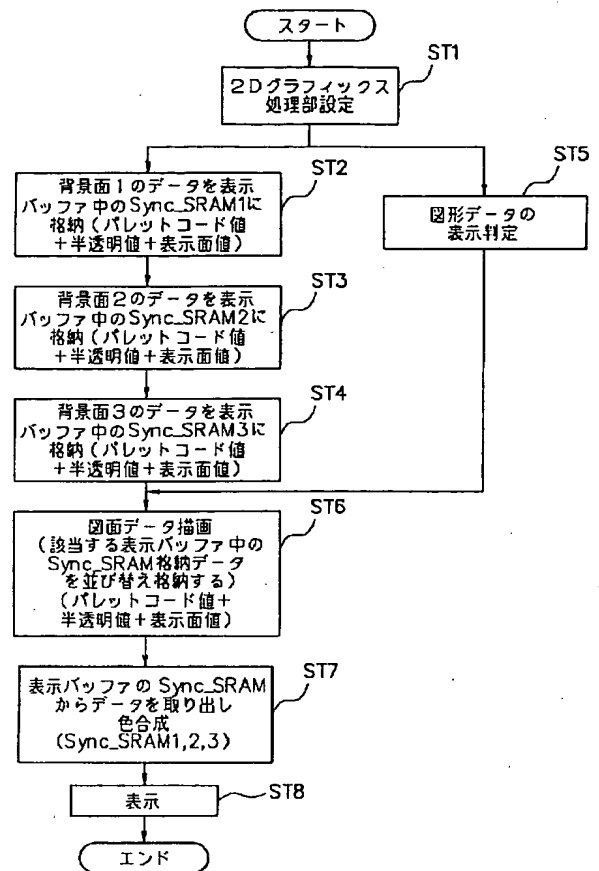 スタート
ST1
2Dグラフィックス
処理部設定
ST2
背景面1のデータを表示
バッファ中のSync_SRAM1に
格納(パレットコード値
+半透明値+表示面値)
ST5
図形データの
表示判定
ST3
背景面2のデータを表示
バッファ中のSync_SRAM2に
格納(パレットコード値
+半透明値+表示面値)
ST4
背景面3のデータを表示
バッファ中のSync_SRAM3に
格納(パレットコード値
+半透明値+表示面値)
ST6
図面データ描画
(該当する表示バッファ中の
Sync_SRAM格納データ
を並び替え格納する)
(パレットコード値+
半透明値+表示面値)
ST7
表示バッファのSync_SRAM
からデータを取り出し
色合成
(Sync_SRAM1,2,3)
表示
ST8
エンド